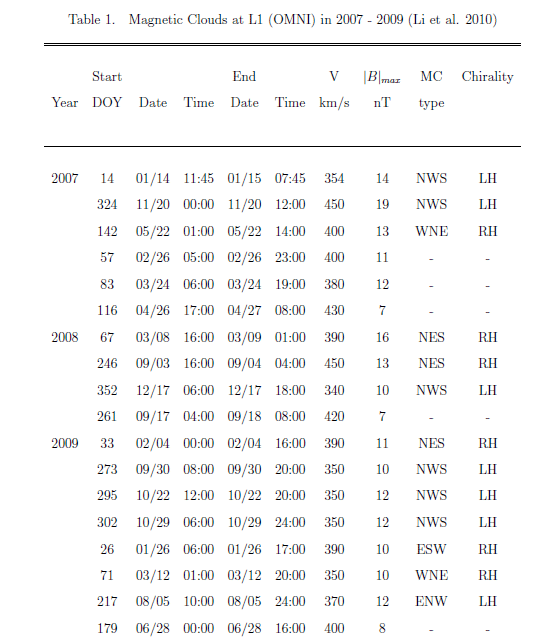 Table 1. Magnetic Clouds at L1 (OMNI) in 2007 - 2009 (Li et al. 2010)
Start End V |B|max MC Chirality
Year DOY Date Time Date Time km/s nT type
2007 14 01/14 11:45 01/15 07:45 354 14 NWS LH
324 11/20 00:00 11/20 12:00 450 19 NWS LH
142 05/22 01:00 05/22 14:00 400 13 WNE RH
57 02/26 05:00 02/26 23:00 400 11 - -
83 03/24 06:00 03/24 19:00 380 12 - -
116 04/26 17:00 04/27 08:00 430 7 - -
2008 67 03/08 16:00 03/09 01:00 390 16 NES RH
246 09/03 16:00 09/04 04:00 450 13 NES RH
352 12/17 06:00 12/17 18:00 340 10 NWS LH
261 09/17 04:00 09/18 08:00 420 7 - -
2009 33 02/04 00:00 02/04 16:00 390 11 NES RH
273 09/30 08:00 09/30 20:00 350 10 NWS LH
295 10/22 12:00 10/22 20:00 350 12 NWS LH
302 10/29 06:00 10/29 24:00 350 12 NWS LH
26 01/26 06:00 01/26 17:00 390 10 ESW RH
71 03/12 01:00 03/12 20:00 350 10 WNE RH
217 08/05 10:00 08/05 24:00 370 12 ENW LH
179 06/28 00:00 06/28 16:00 400 8 - -